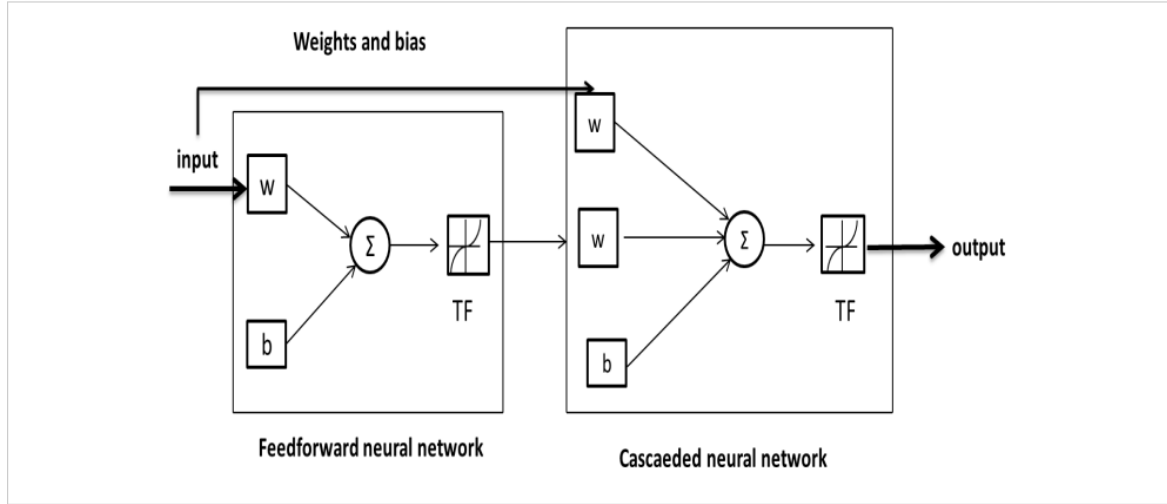 Weights and bias
input
w
b
Σ
TF
w
w
b
Σ
TF
output
Feedforward neural network
Cascaeded neural network